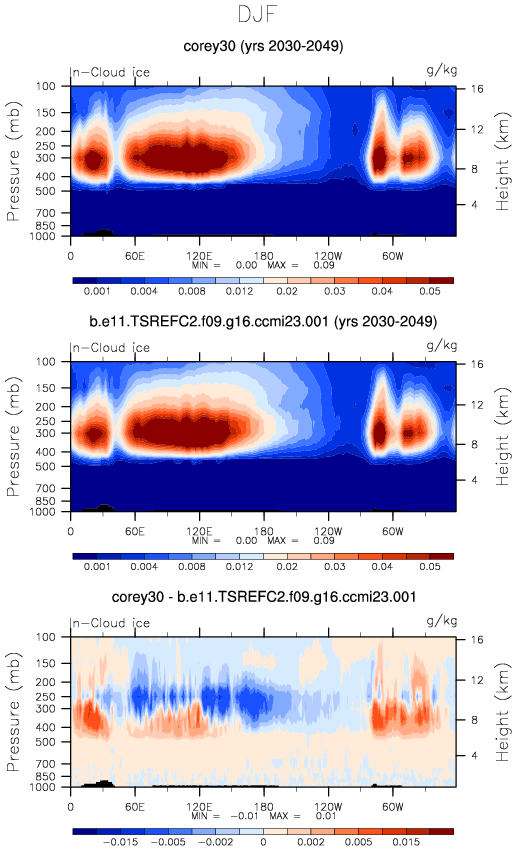 DJF
corey30 (yrs 2030-2049)
In-Cloud ice g/kg
100
150
200
250
300
400
500
700
850
1000
Pressure (mb)
16
12
8
4
Height (km)
0 60E 120E 180 120W 60W
MIN = 0.00 MAX = 0.09
0.001 0.004 0.008 0.012 0.02 0.03 0.04 0.05
b.e11.TSREFC2.f09.g16.ccmi23.001 (yrs 2030-2049)
In-Cloud ice g/kg
100
150
200
250
300
400
500
700
850
1000
Pressure (mb)
16
12
8
4
Height (km)
0 60E 120E 180 120W 60W
MIN = 0.00 MAX = 0.09
0.001 0.004 0.008 0.012 0.02 0.03 0.04 0.05
corey30 - b.e11.TSREFC2.f09.g16.ccmi23.001
In-Cloud ice g/kg
100
150
200
250
300
400
500
700
850
1000
Pressure (mb)
16
12
8
4
Height (km)
0 60E 120E 180 120W 60W
MIN = -0.01 MAX = 0.01
-0.015 -0.005 -0.002 0 0.002 0.005 0.015